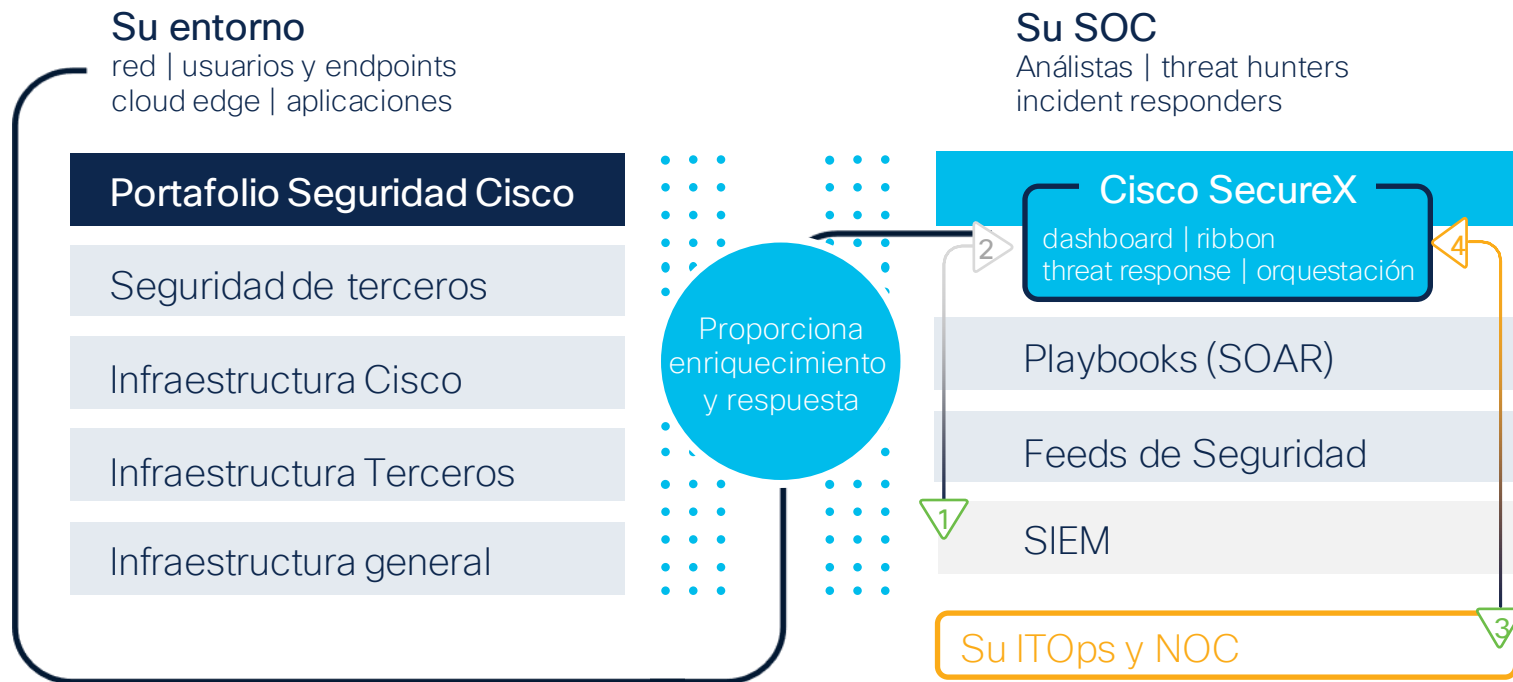 Su entorno
red | usuarios y endpoints
cloud edge | aplicaciones
Portafolio Seguridad Cisco
Seguridad de terceros
Infraestructura Cisco
Infraestructura Terceros
Infraestructura general
Proporciona
enriquecimiento
y respuesta
Su SOC
Análistas | threat hunters
incident responders
Cisco SecureX
dashboard | ribbon
threat response | orquestación
2
4
Playbooks (SOAR)
Feeds de Seguridad
1
SIEM
Su ITOps y NOC
3